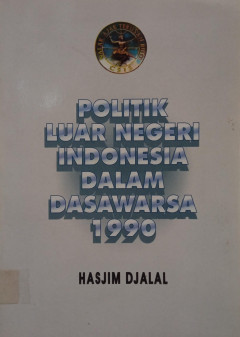 POLITIK
LUAR NEGERI
INDONESIA
DALAM
DASAWARSA
1990
HASJIM DJALAL